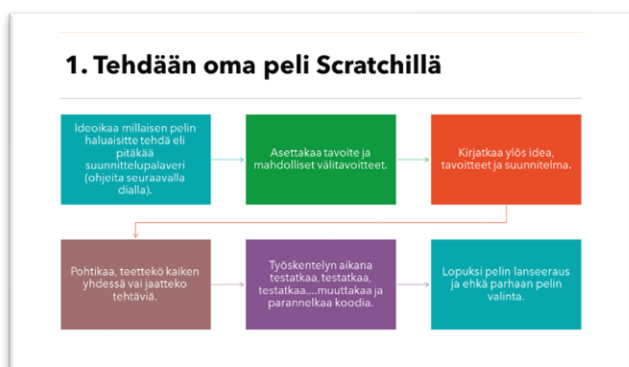 1. Tehdään oma peli Scratchillä
Ideoikaa millaisen pelin
haluaisitte tehdä eli
pitäkää
suunnittelupalaveri
(ohjeita seuraavalla
dialla).
Asettakaa tavoite ja
mahdolliset välitavoitteet.
Kirjatkaa ylös idea,
tavoitteet ja suunnitelma.
Pohtikaa, teettekö kaiken
yhdessä vai jaatteko
tehtäviä.
Työskentelyn aikana
testatkaa, testatkaa,
testatkaa....muuttakaa ja
parannelkaa koodia.
Lopuksi pelin lanseeraus
ja ehkä parhaan pelin
valinta.